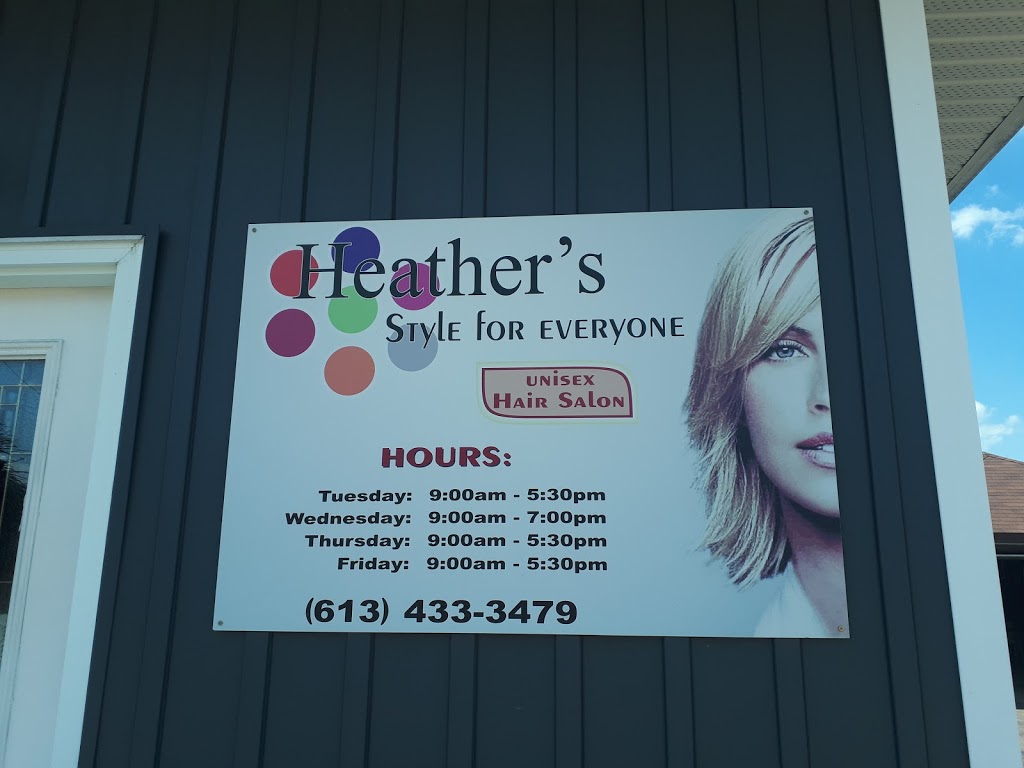 Heather's
Style for everyone
unisex
Hair Salon
HOURS:
Tuesday: 9:00am - 5:30pm
Wednesday: 9:00am - 7:00pm
Thursday: 9:00am - 5:30pm
Friday: 9:00am - 5:30pm
(613) 433-3479